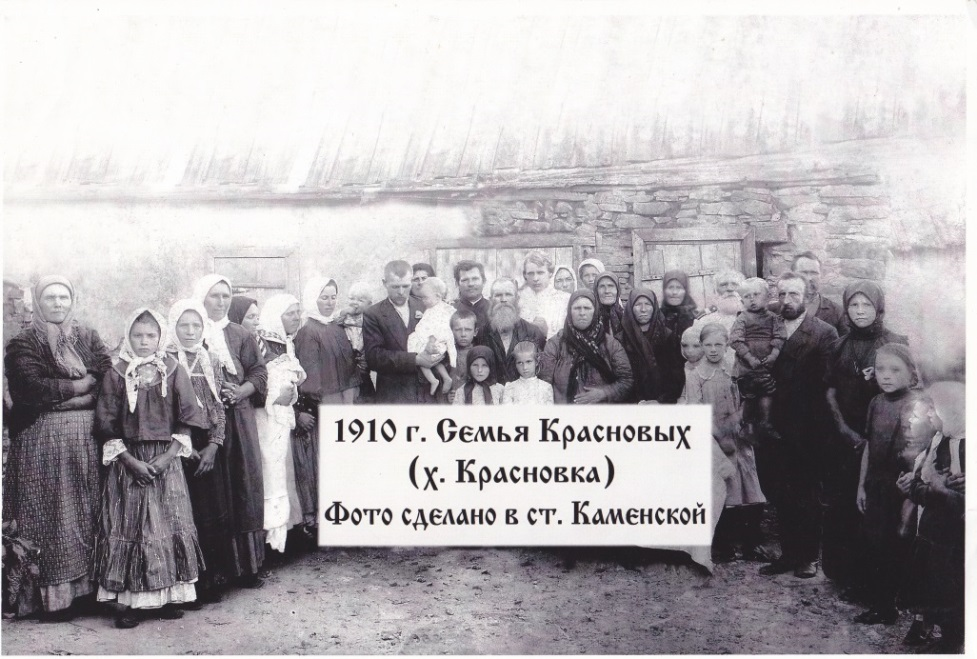 1910 г. Семья Красновых
(х. Красновка)
Фото сделано в ст. Каменской